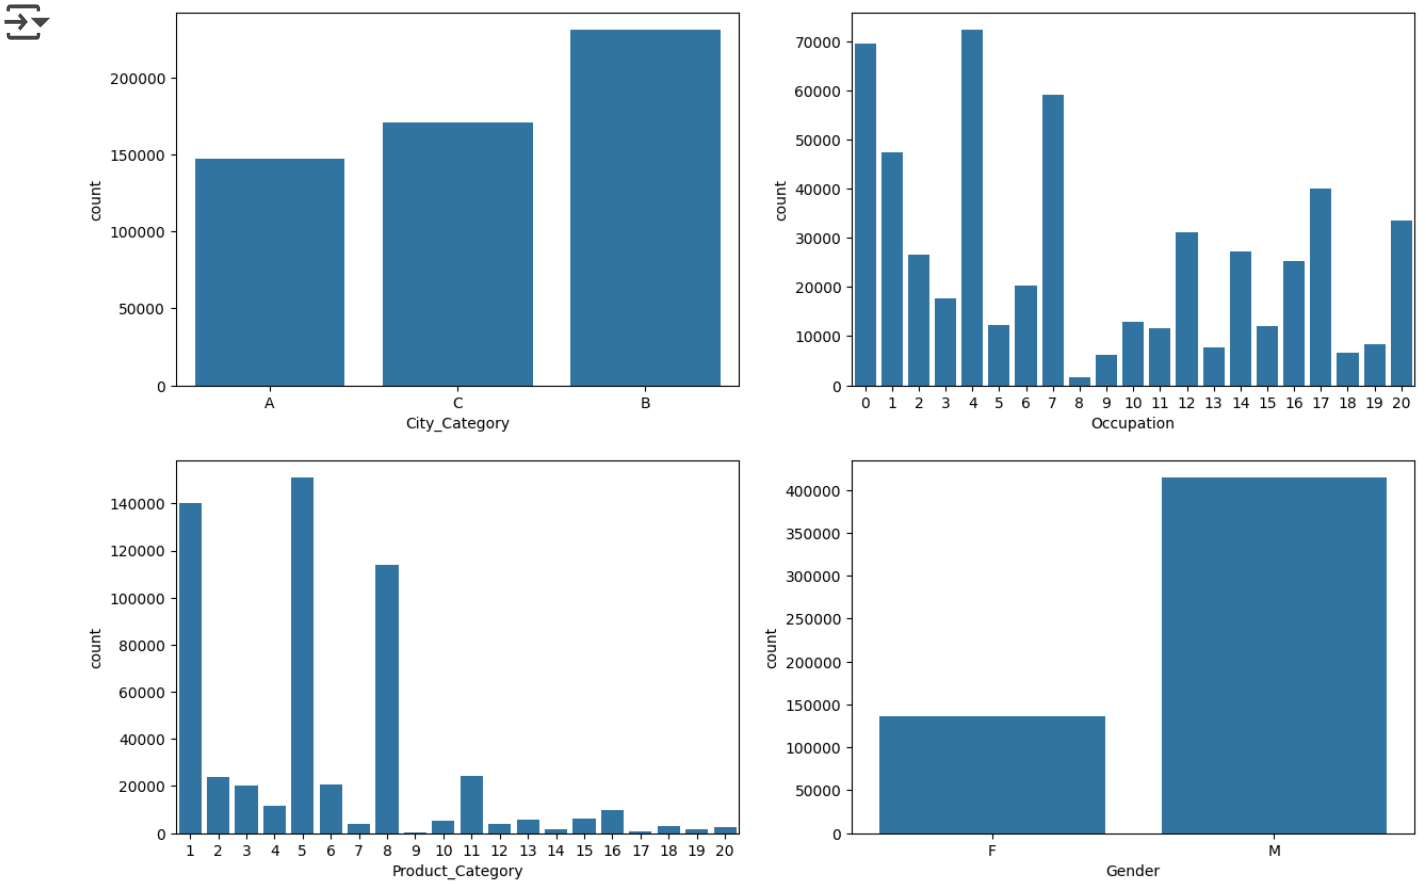 200000
150000
100000
50000
0
count
A C B
City_Category
70000
60000
50000
40000
30000
20000
10000
0
count
0 1 2 3 4 5 6 7 8 9 10 11 12 13 14 15 16 17 18 19 20
Occupation
140000
120000
100000
80000
60000
40000
20000
0
count
1 2 3 4 5 6 7 8 9 10 11 12 13 14 15 16 17 18 19 20
Product_Category
400000
350000
300000
250000
200000
150000
100000
50000
0
count
F M
Gender